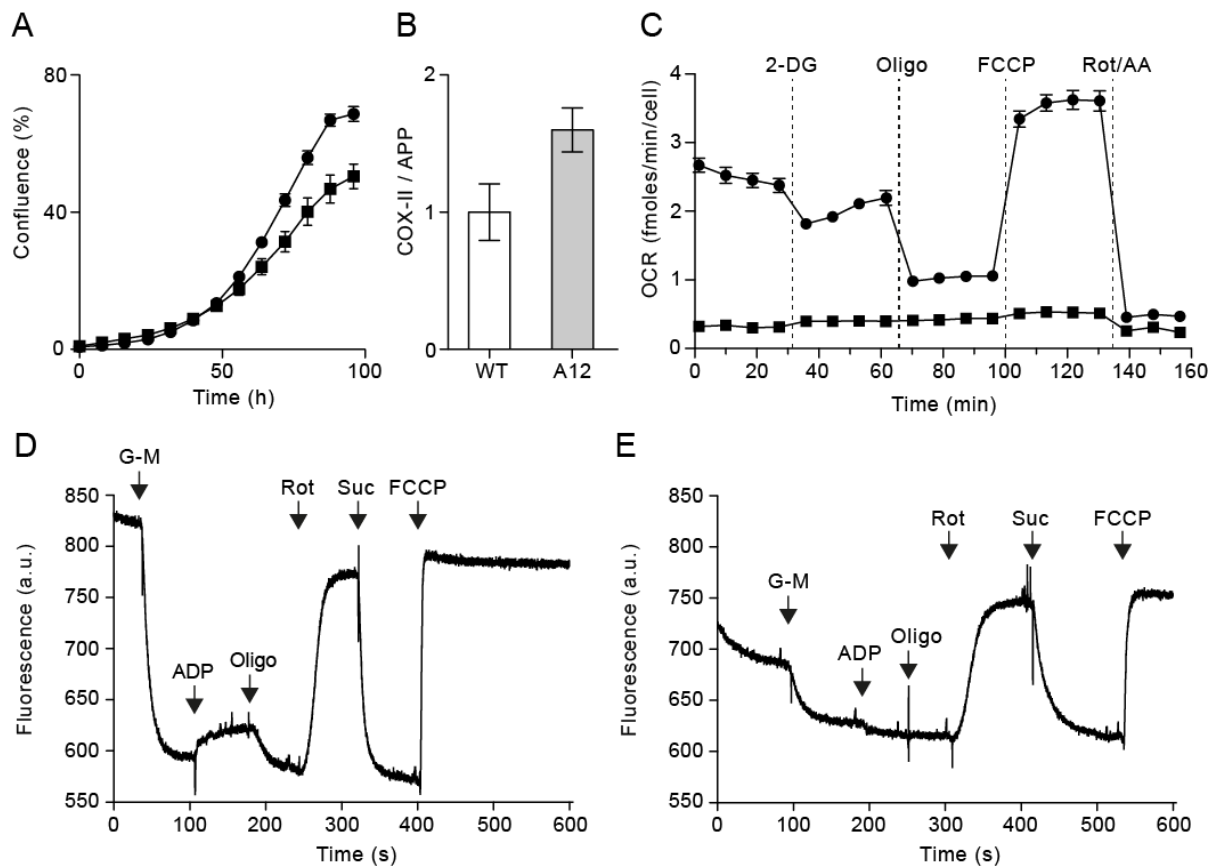 A
Confluence (%)
80
40
0
0
50
100
Time (h)
B
COX-II / APP
2
1
0
WT
A12
C
2-DG
Oligo
FCCP
Rot/AA
OCR (fmoles/min/cell)
4
3
2
1
0
0
20
40
60
80
100
120
140
160
Time (min)
D
G-M
ADP
Oligo
Rot
Suc
FCCP
Fluorescence (a.u.)
850
800
750
700
650
600
550
0
100
200
300
400
500
600
Time (s)
E
G-M
ADP
Oligo
Rot
Suc
FCCP
Fluorescence (a.u.)
850
800
750
700
650
600
550
0
100
200
300
400
500
600
Time (s)